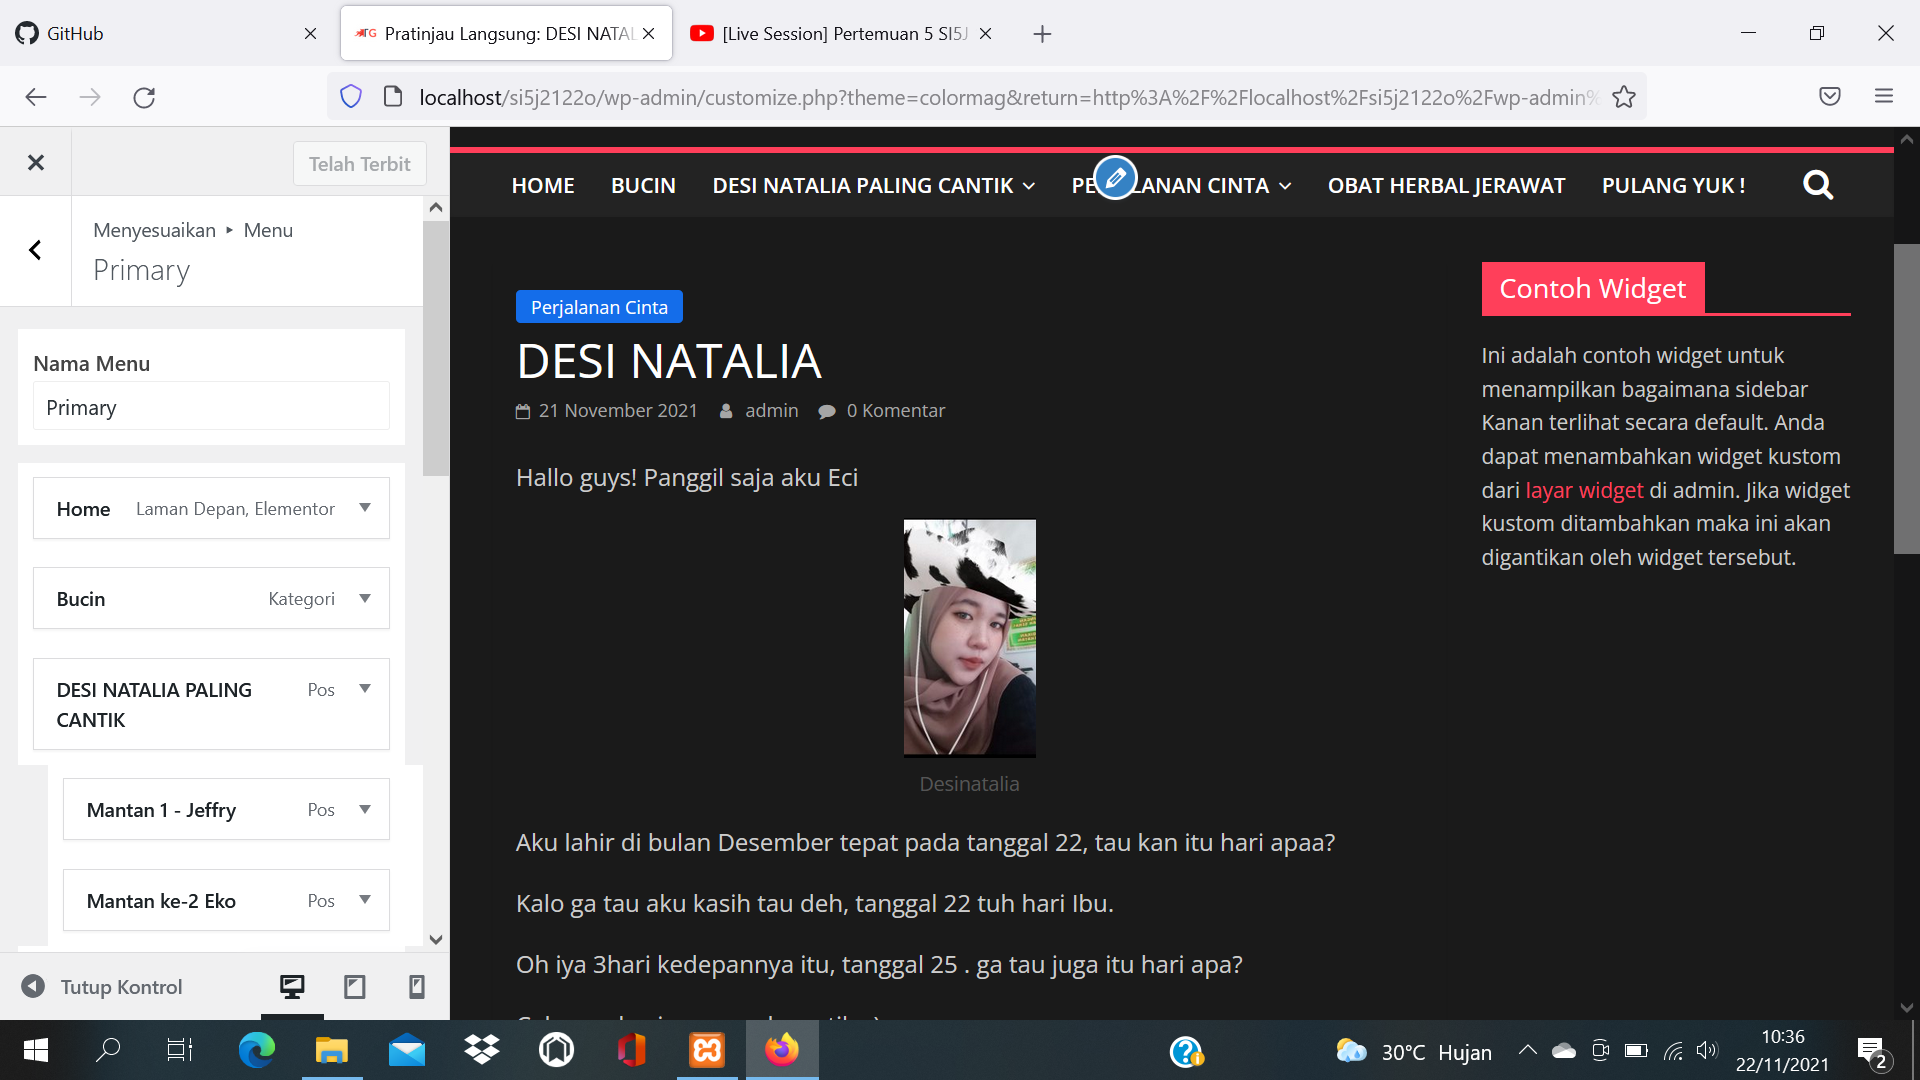 GitHub
Pratinjau Langsung: DESI NATAL
[Live Session] Pertemuan 5 SI5J
localhost/si5j2122o/wp-admin/customize.php?theme=colormag&return=http%3A%2F%2Flocalhost%2Fsi5j2122o%2Fwp-admin%
Telah Terbit
Menyesuaikan ▸ Menu
Primary
Nama Menu
Primary
Home Laman Depan, Elementor
Bucin Kategori
DESI NATALIA PALING Pos
CANTIK
Mantan 1 - Jeffry Pos
Mantan ke-2 Eko Pos
Tutup Kontrol
HOME BUCIN DESI NATALIA PALING CANTIK OBAT HERBAL JERAWAT PULANG YUK !
CINTA
Perjalanan Cinta
DESI NATALIA
21 November 2021 admin 0 Komentar
Hallo guys! Panggil saja aku Eci
Desinatalia
Aku lahir di bulan Desember tepat pada tanggal 22, tau kan itu hari apaa?
Kalo ga tau aku kasih tau deh, tanggal 22 tuh hari Ibu.
Oh iya 3hari kedepannya itu, tanggal 25 . ga tau juga itu hari apa?
Contoh Widget
Ini adalah contoh widget untuk
menampilkan bagaimana sidebar
Kanan terlihat secara default. Anda
dapat menambahkan widget kustom
dari layar widget di admin. Jika widget
kustom ditambahkan maka ini akan
digantikan oleh widget tersebut.
30°C Hujan
10:36
22/11/2021
2